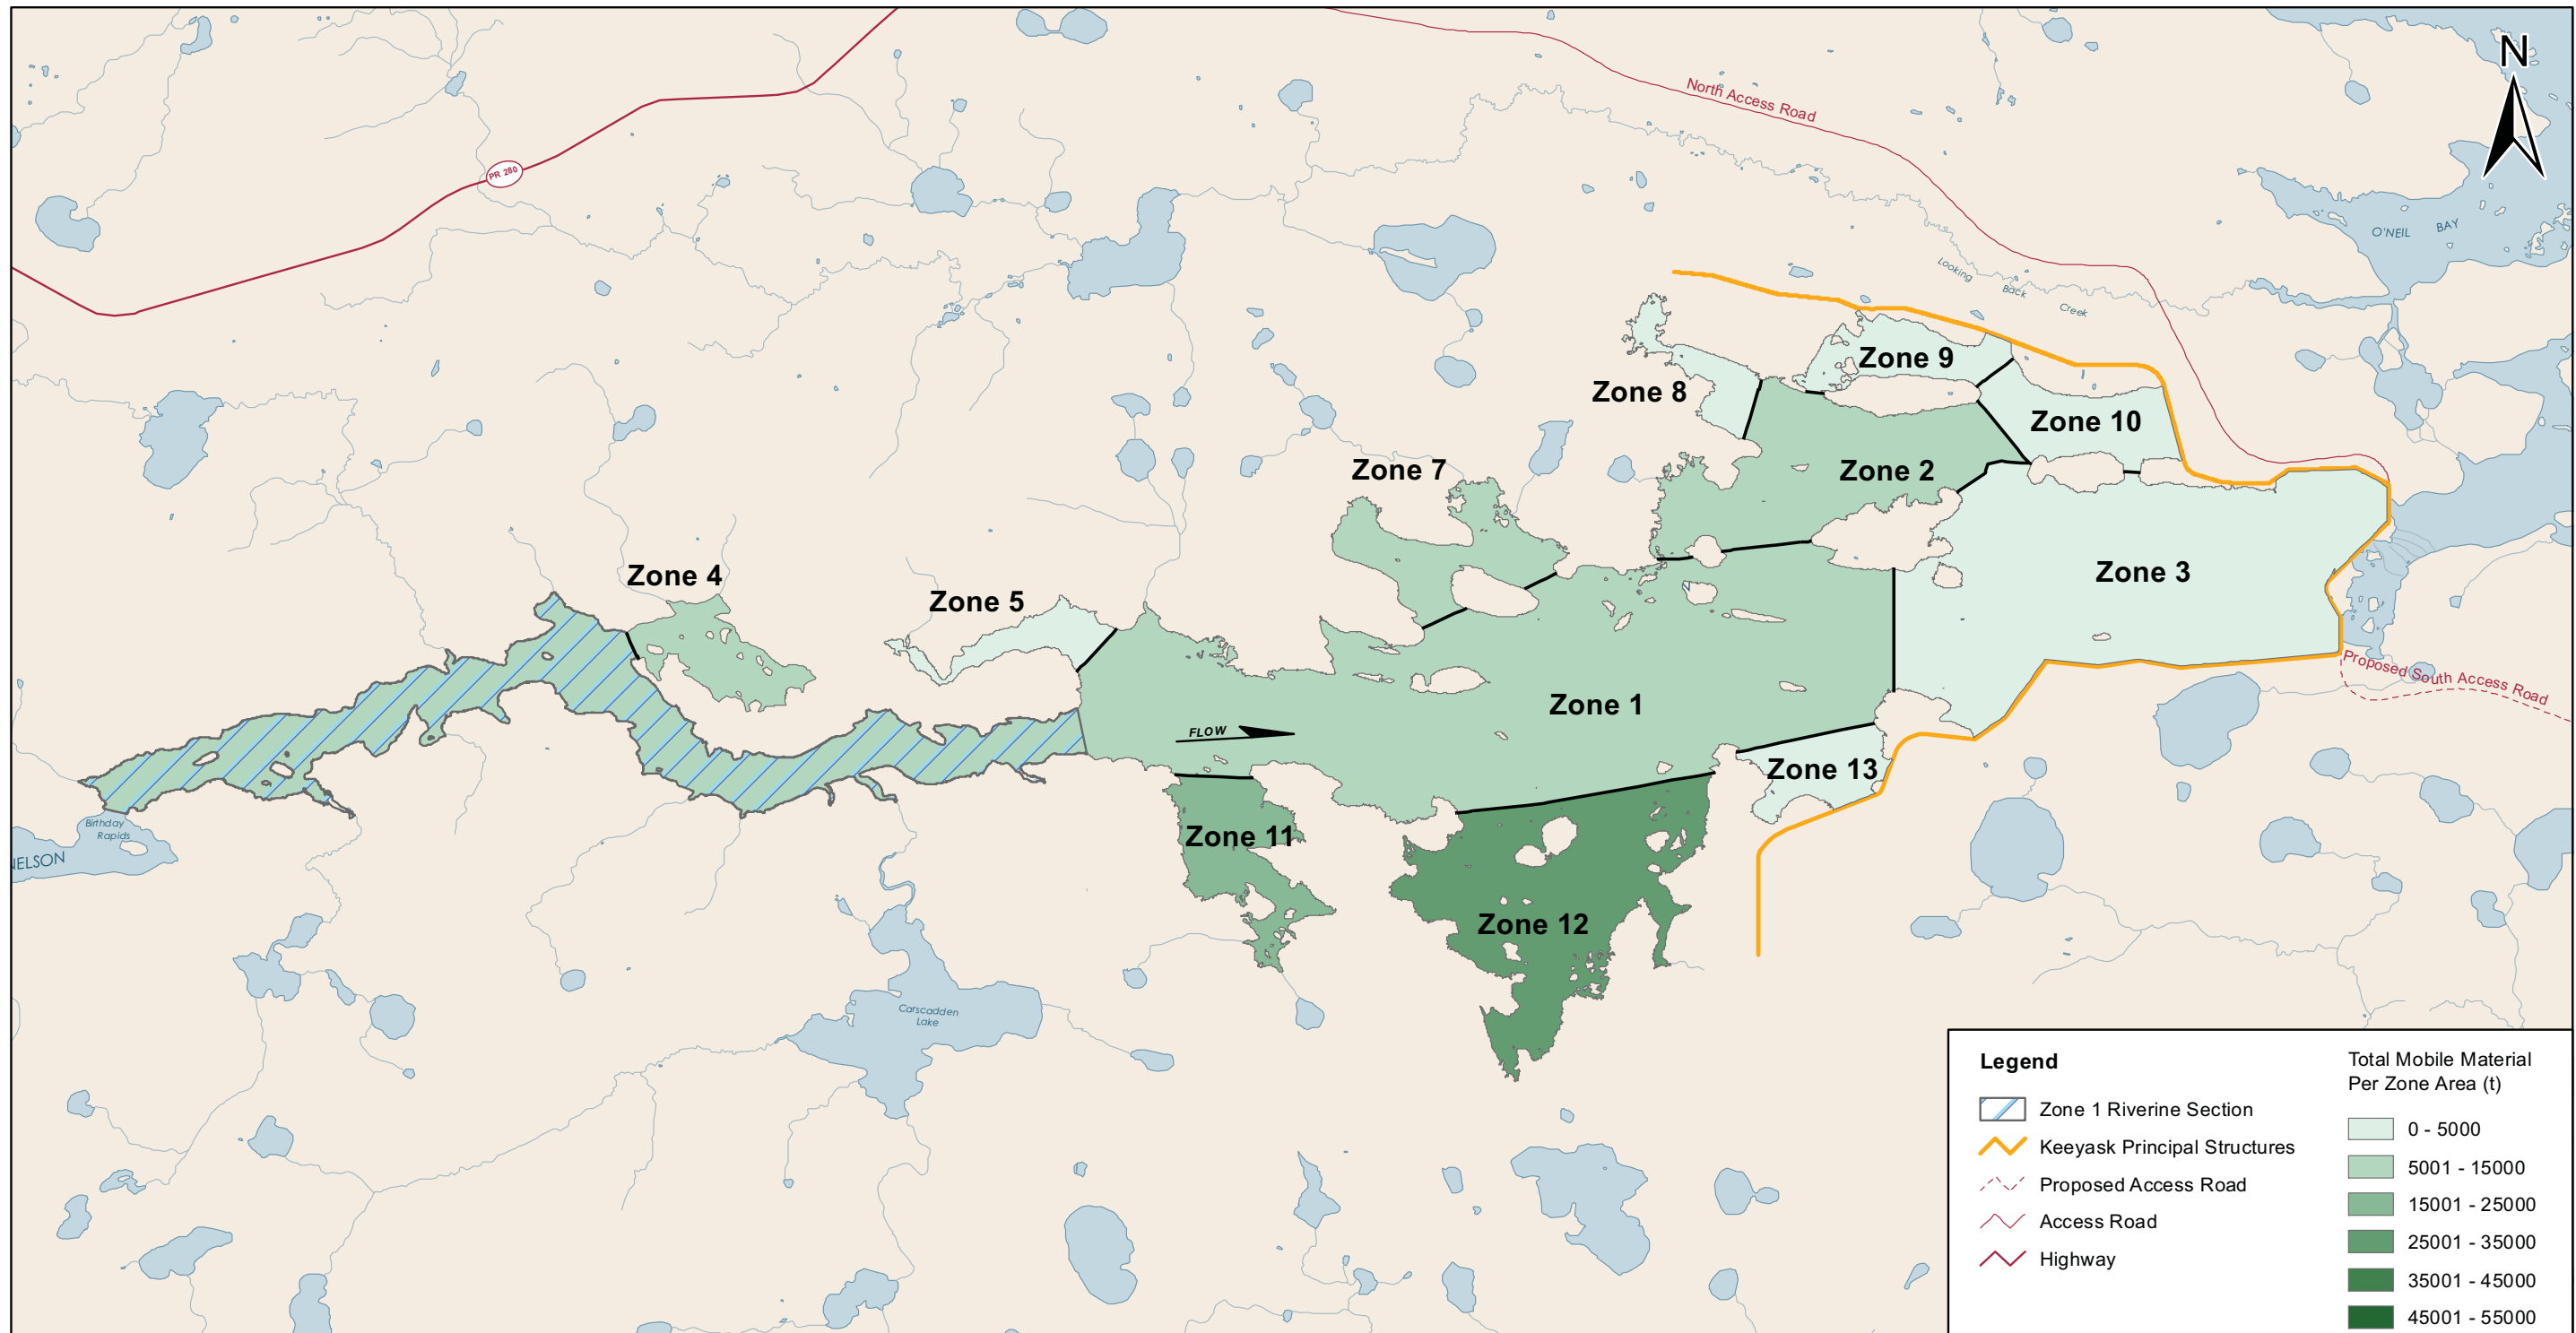 N
North Access Road
PR 280
O'NEIL BAY
Looking Back Creek
Zone 9
Zone 8
Zone 10
Zone 7
Zone 2
Zone 4
Zone 3
Zone 5
Proposed South Access Road
Zone 1
FLOW
Zone 13
Birthday
Rapids
NELSON
Zone 11
Zone 12
Carscadden
Lake
Legend
Zone 1 Riverine Section
Keeyask Principal Structures
Proposed Access Road
Access Road
Highway
Total Mobile Material
Per Zone Area (t)
0 - 5000
5001 - 15000
15001 - 25000
25001 - 35000
35001 - 45000
45001 - 55000